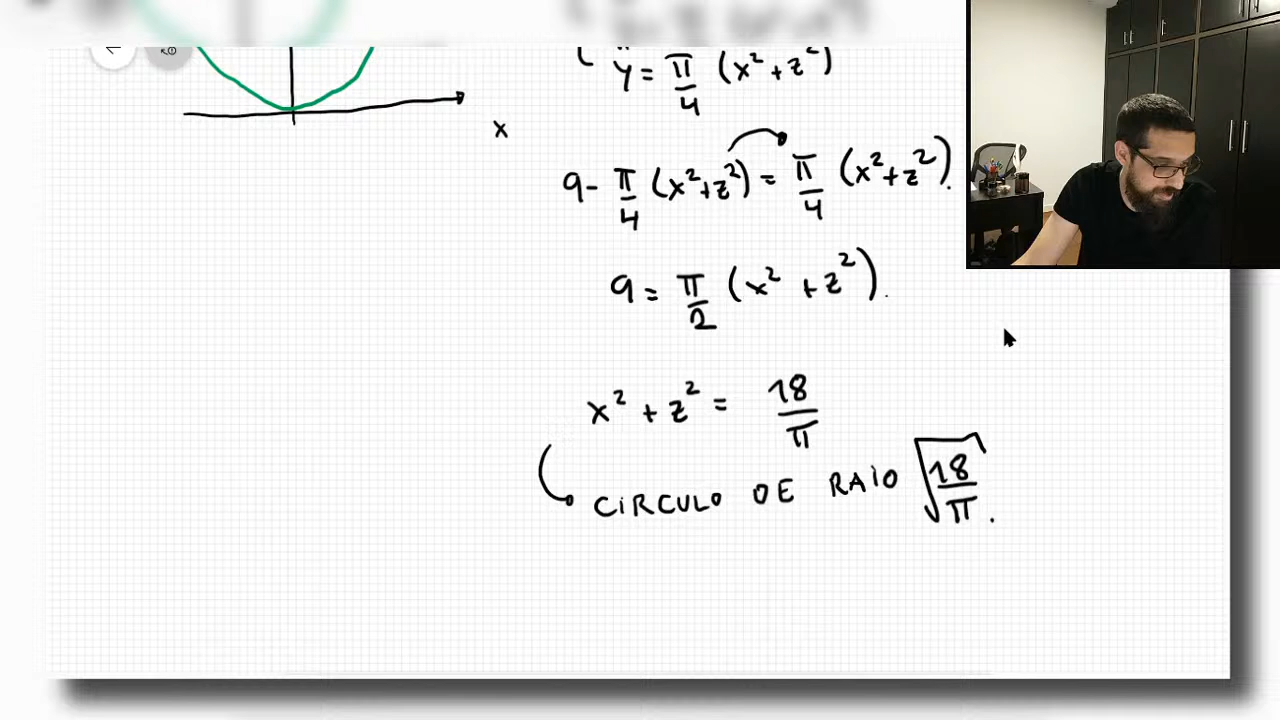 y = π/4 (x² + z²)
x
9 - π/4 (x² + z²) = π/4 (x² + z²).
9 = π/2 (x² + z²).
x² + z² = 18/π
CÍRCULO DE RAIO √(18/π).